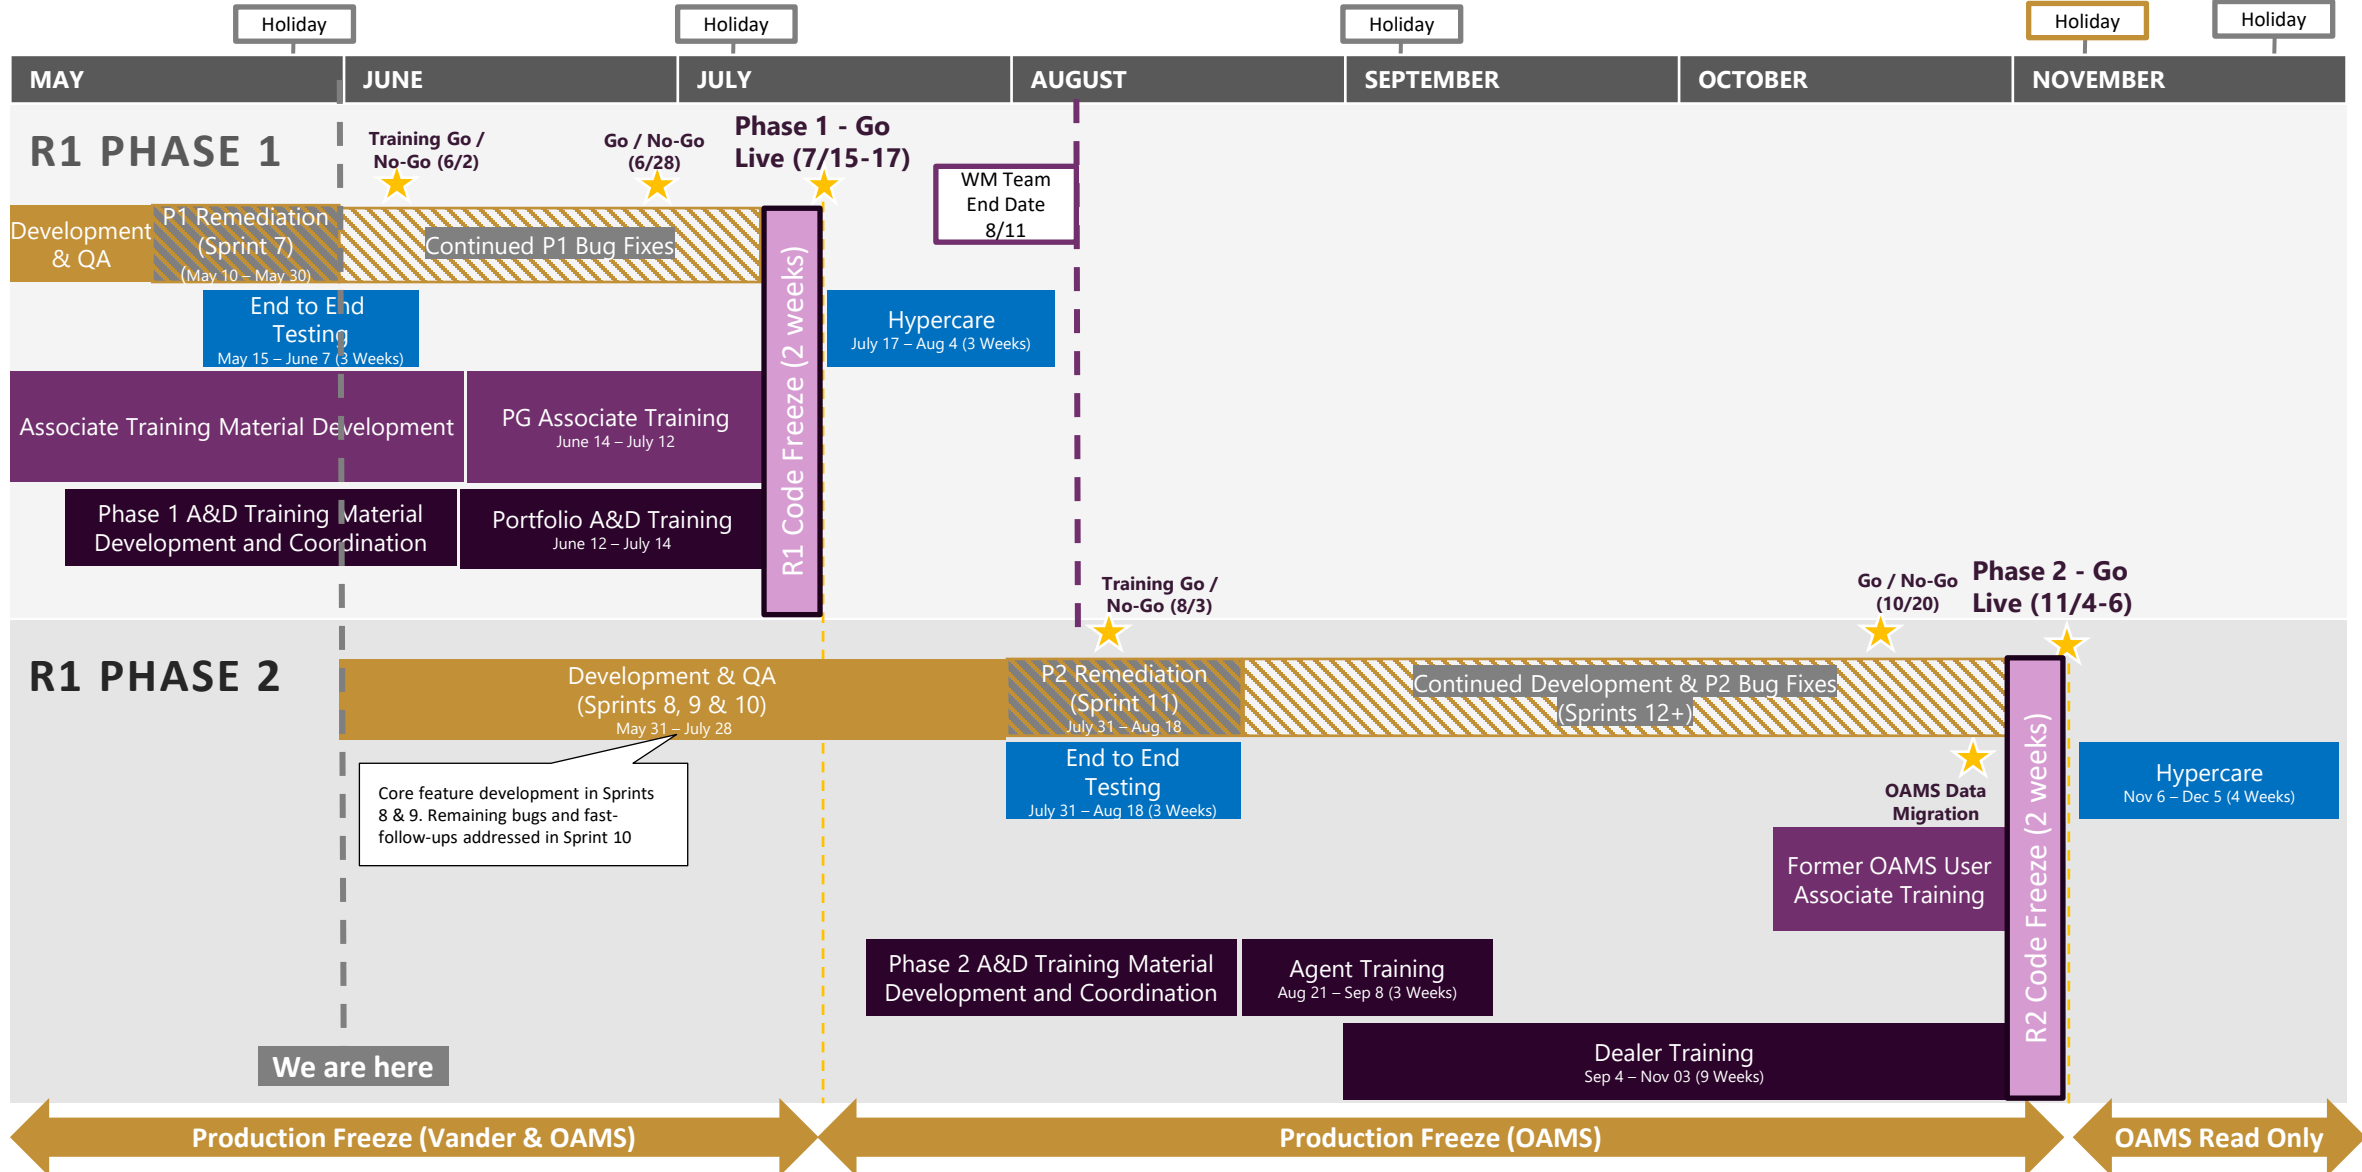 Holiday
Holiday
Holiday
Holiday
Holiday
MAY
JUNE
JULY
AUGUST
SEPTEMBER
OCTOBER
NOVEMBER
R1 PHASE 1
Training Go /
No-Go (6/2)
Go / No-Go
(6/28)
Phase 1 - Go
Live (7/15-17)
WM Team
End Date
8/11
Development
& QA
P1 Remediation
(Sprint 7)
(May 10 – May 30)
Continued P1 Bug Fixes
End to End
Testing
May 15 – June 7 (3 Weeks)
Hypercare
July 17 – Aug 4 (3 Weeks)
Associate Training Material Development
PG Associate Training
June 14 – July 12
Phase 1 A&D Training Material
Development and Coordination
Portfolio A&D Training
June 12 – July 14
R1 Code Freeze (2 weeks)
Training Go /
No-Go (8/3)
Go / No-Go
(10/20)
Phase 2 - Go
Live (11/4-6)
R1 PHASE 2
Development & QA
(Sprints 8, 9 & 10)
May 31 – July 28
P2 Remediation
(Sprint 11)
July 31 – Aug 18
Continued Development & P2 Bug Fixes
(Sprints 12+)
Core feature development in Sprints
8 & 9. Remaining bugs and fast-
follow-ups addressed in Sprint 10
End to End
Testing
July 31 – Aug 18 (3 Weeks)
OAMS Data
Migration
Hypercare
Nov 6 – Dec 5 (4 Weeks)
Former OAMS User
Associate Training
Phase 2 A&D Training Material
Development and Coordination
Agent Training
Aug 21 – Sep 8 (3 Weeks)
Dealer Training
Sep 4 – Nov 03 (9 Weeks)
R2 Code Freeze (2 weeks)
We are here
Production Freeze (Vander & OAMS)
Production Freeze (OAMS)
OAMS Read Only